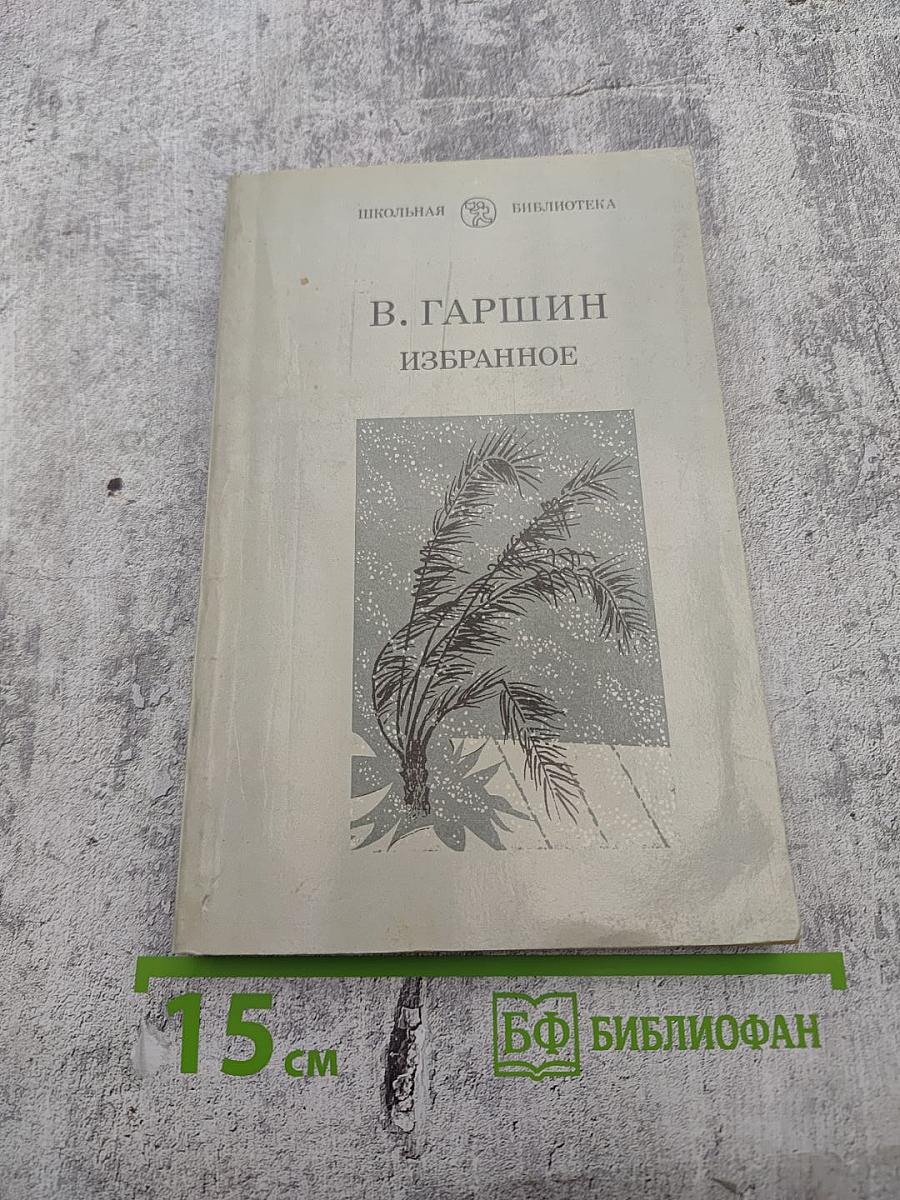 ШКОЛЬНАЯ БИБЛИОТЕКА
В. ГАРШИН
ИЗБРАННОЕ
15 см
БФ БИБЛИОФАН